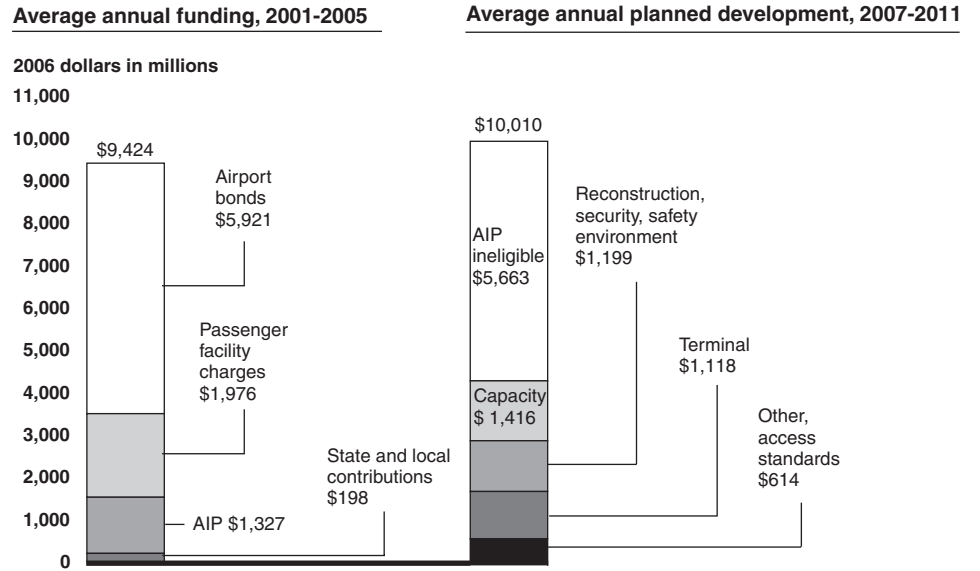 Average annual funding, 2001-2005
Average annual planned development, 2007-2011
2006 dollars in millions
11,000
10,000
9,000
8,000
7,000
6,000
5,000
4,000
3,000
2,000
1,000
0
$9,424
Airport
bonds
$5,921
Passenger
facility
charges
$1,976
State and local
contributions
$198
AIP $1,327
$10,010
AIP
ineligible
$5,663
Capacity
$ 1,416
Reconstruction,
security, safety
environment
$1,199
Terminal
$1,118
Other,
access
standards
$614